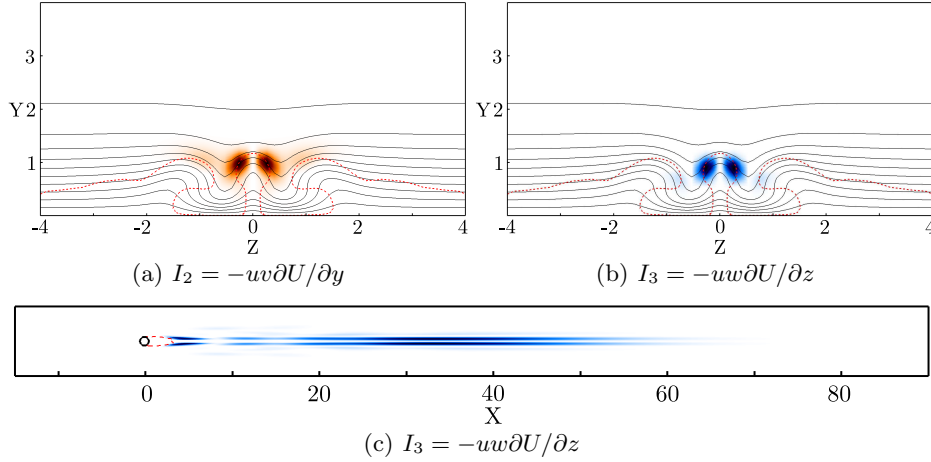 3
Y 2
1
-4 -2 0 2 4
Z
(a) I₂ = −uv∂U/∂y
3
Y 2
1
-4 -2 0 2 4
Z
(b) I₃ = −uw∂U/∂z
0 20 40 60 80
X
(c) I₃ = −uw∂U/∂z